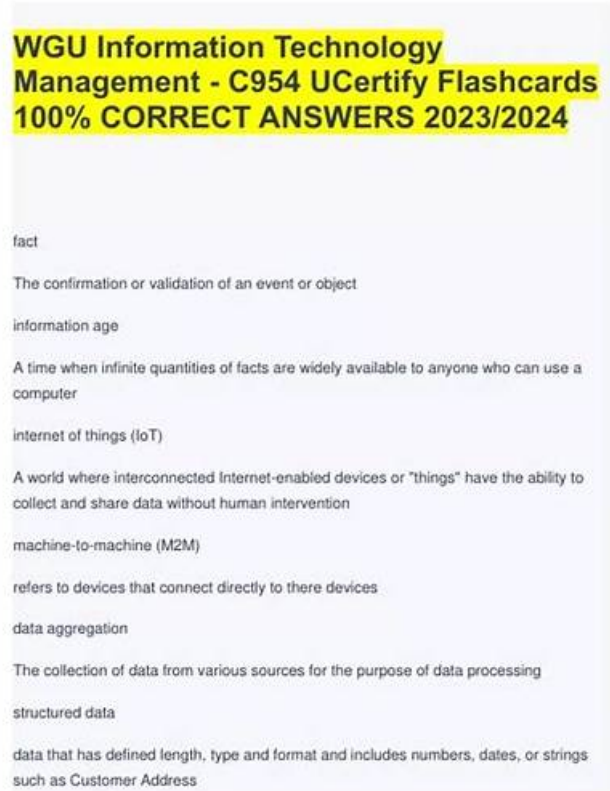 WGU Information Technology
Management - C954 UCertify Flashcards
100% CORRECT ANSWERS 2023/2024
fact
The confirmation or validation of an event or object
information age
A time when infinite quantities of facts are widely available to anyone who can use a
computer
internet of things (IoT)
A world where interconnected Internet-enabled devices or "things" have the ability to
collect and share data without human intervention
machine-to-machine (M2M)
refers to devices that connect directly to there devices
data aggregation
The collection of data from various sources for the purpose of data processing
structured data
data that has defined length, type and format and includes numbers, dates, or strings
such as Customer Address